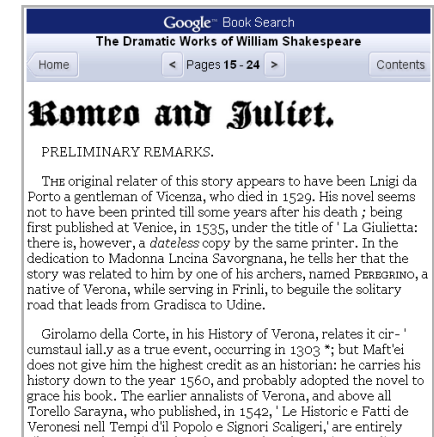 Google™ Book Search
The Dramatic Works of William Shakespeare
Home < Pages 15 - 24 > Contents
Romeo and Juliet.
PRELIMINARY REMARKS.
THE original relater of this story appears to have been Lnigi da
Porto a gentleman of Vicenza, who died in 1529. His novel seems
not to have been printed till some years after his death ; being
first published at Venice, in 1535, under the title of ' La Giulietta:
there is, however, a dateless copy by the same printer. In the
dedication to Madonna Lncina Savorgnana, he tells her that the
story was related to him by one of his archers, named PEREGRINO, a
native of Verona, while serving in Frinli, to beguile the solitary
road that leads from Gradisca to Udine.
Girolamo della Corte, in his History of Verona, relates it cir- '
cumstaul iall.y as a true event, occurring in 1303 *; but Maft'ei
does not give him the highest credit as an historian: he carries his
history down to the year 1560, and probably adopted the novel to
grace his book. The earlier annalists of Verona, and above all
Torello Sarayna, who published, in 1542, ' Le Historic e Fatti de
Veronesi nell Tempi d'il Popolo e Signori Scaligeri,' are entirely